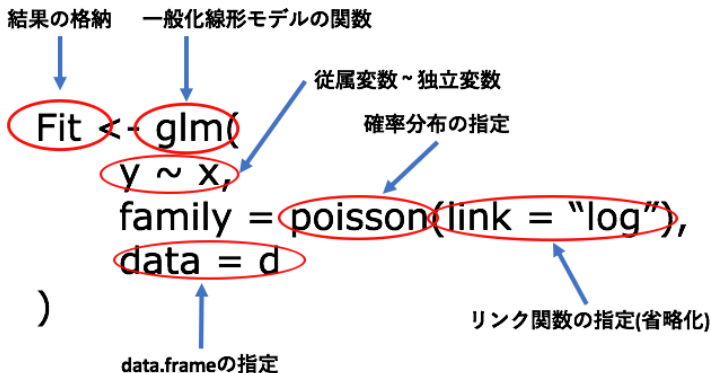 結果の格納 一般化線形モデルの関数
従属変数 ~ 独立変数
Fit <- glm(
確率分布の指定
y ~ x,
family = poisson(link = “log”),
data = d
)
リンク関数の指定(省略化)
data.frameの指定